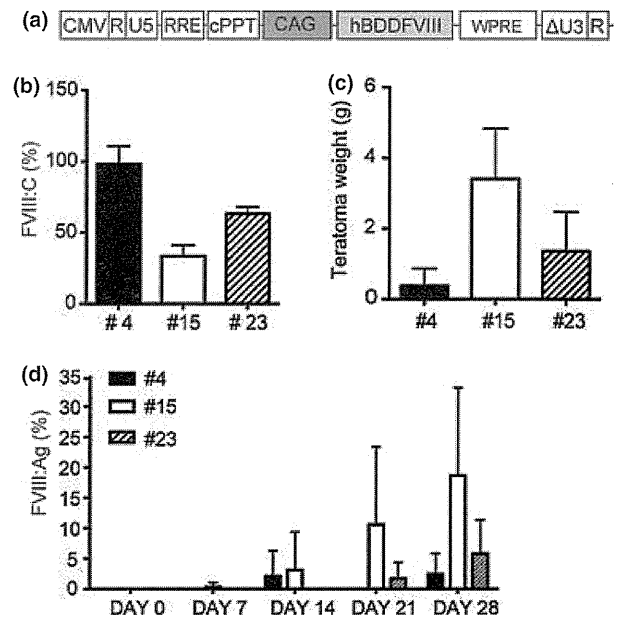 (a) CMV R U5 RRE cPPT CAG hBDDFVIII WPRE ΔU3 R
(b)
FVIII:C (%)
150
100
50
0
#4 #15 #23
(c)
Teratoma weight (g)
6
4
2
0
#4 #15 #23
(d)
FVIII:Ag (%)
35
30
25
20
15
10
5
0
#4
#15
#23
DAY 0 DAY 7 DAY 14 DAY 21 DAY 28